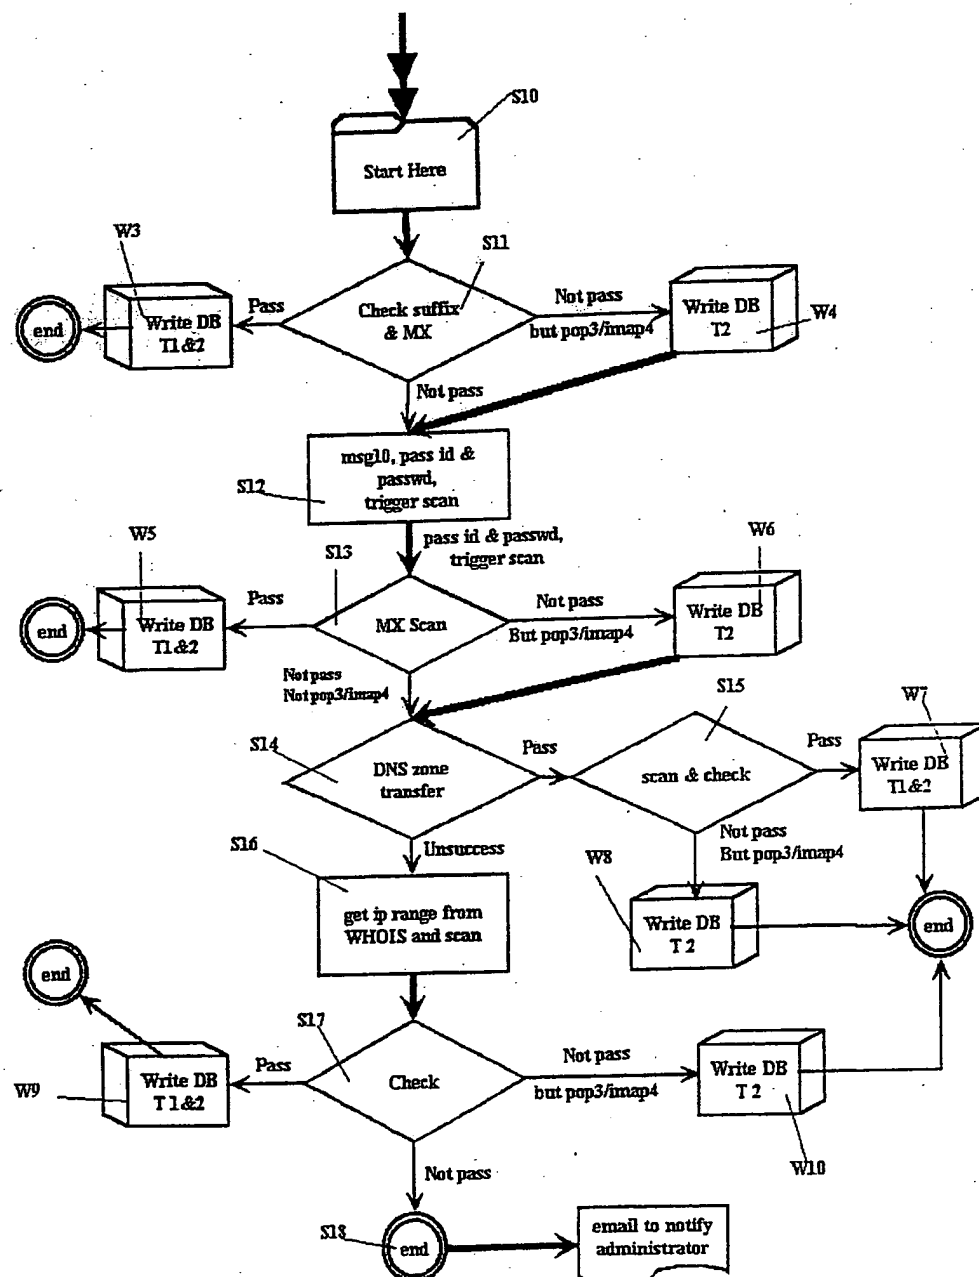 S10
Start Here
W3
S11
Write DB
T1&2
end
Pass
Check suffix
& MX
Not pass
but pop3/imap4
Write DB
T2
W4
Not pass
msg10, pass id &
passwd,
trigger scan
S12
pass id & passwd,
trigger scan
W5
S13
W6
end
Write DB
T1&2
Pass
MX Scan
Not pass
But pop3/imap4
Write DB
T2
Not pass
Not pop3/imap4
S15
W7
S14
DNS zone
transfer
Pass
scan & check
Pass
Write DB
T1&2
S16
Unsuccess
Not pass
But pop3/imap4
W8
get ip range from
WHOIS and scan
Write DB
T 2
end
end
S17
W9
Write DB
T 1&2
Pass
Check
Not pass
but pop3/imap4
Write DB
T 2
W10
Not pass
S18
end
email to notify
administrator